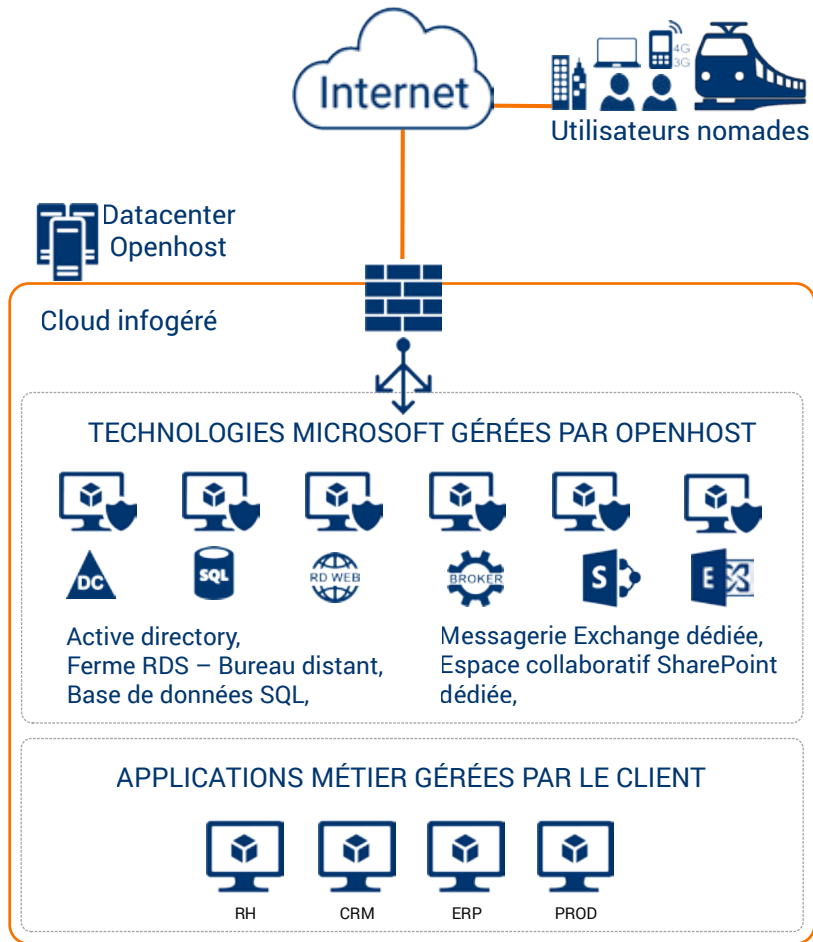 Internet
4G
3G
Utilisateurs nomades
Datacenter
Openhost
Cloud infogéré
TECHNOLOGIES MICROSOFT GÉRÉES PAR OPENHOST
DC
SQL
RD WEB
BROKER
S
E
Active directory,
Ferme RDS – Bureau distant,
Base de données SQL,
Messagerie Exchange dédiée,
Espace collaboratif SharePoint
dédiée,
APPLICATIONS MÉTIER GÉRÉES PAR LE CLIENT
RH
CRM
ERP
PROD